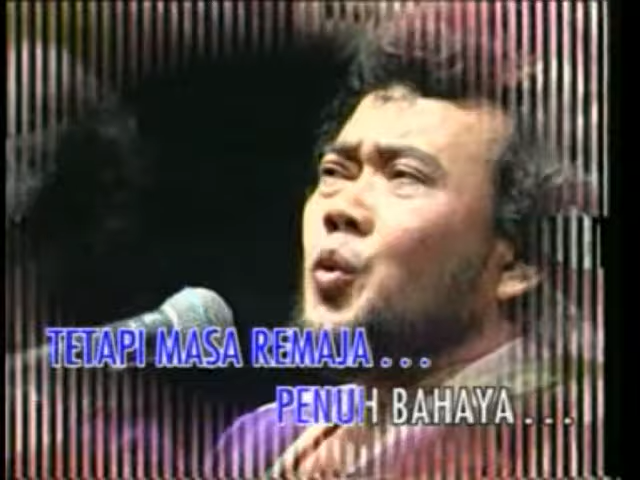 TETAPI MASA REMAJA . . .
PENUH BAHAYA . . .